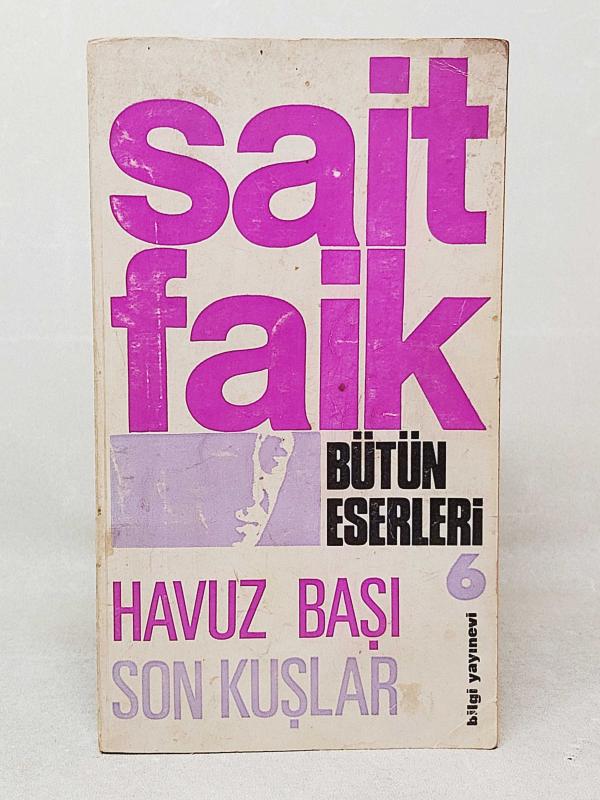 sait
faik
BÜTÜN
ESERLERİ
6
HAVUZ BAŞI
SON KUŞLAR
bilgi yayınevi